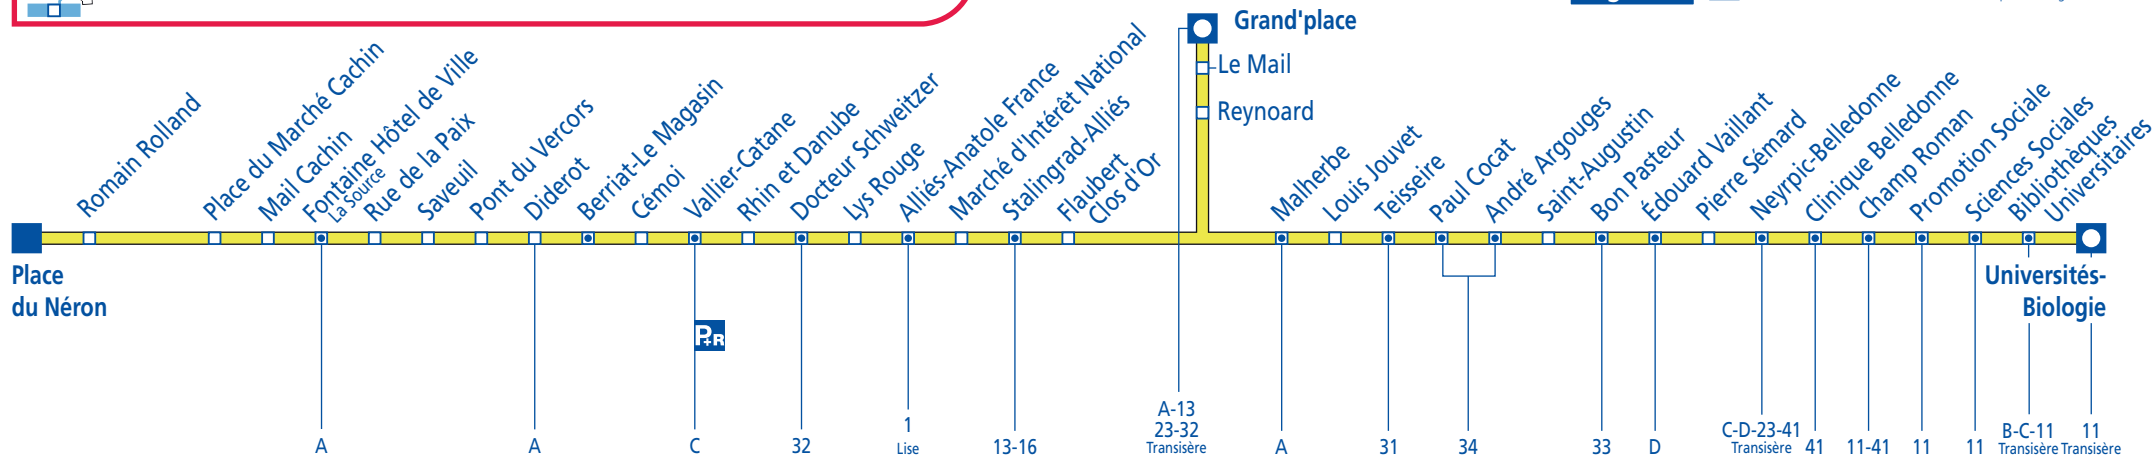 Grand'place
Le Mail
Reynoard
Romain Rolland
Place du Marché Cachin
Mail Cachin
Fontaine Hôtel de Ville
La Source
Rue de la Paix
Saveuil
Pont du Vercors
Diderot
Berriat-Le Magasin
Cémoi
Vallier-Catane
Rhin et Danube
Docteur Schweitzer
Lys Rouge
Alliés-Anatole France
Marché d'Intérêt National
Stalingrad-Alliés
Flaubert
Clos d'Or
Malherbe
Louis Jouvet
Teisseire
Paul Cocat
André Argouges
Saint-Augustin
Bon Pasteur
Édouard Vaillant
Pierre Sémard
Neyrpic-Belledonne
Clinique Belledonne
Champ Roman
Promotion Sociale
Sciences Sociales
Bibliothèques
Universitaires
Place
du Néron
Universités-
Biologie
P+R
A
A
C
32
1
Lise
13-16
A-13
23-32
Transisère
A
31
34
33
D
C-D-23-41
Transisère
41
11-41
11
11
B-C-11
Transisère
11
Transisère